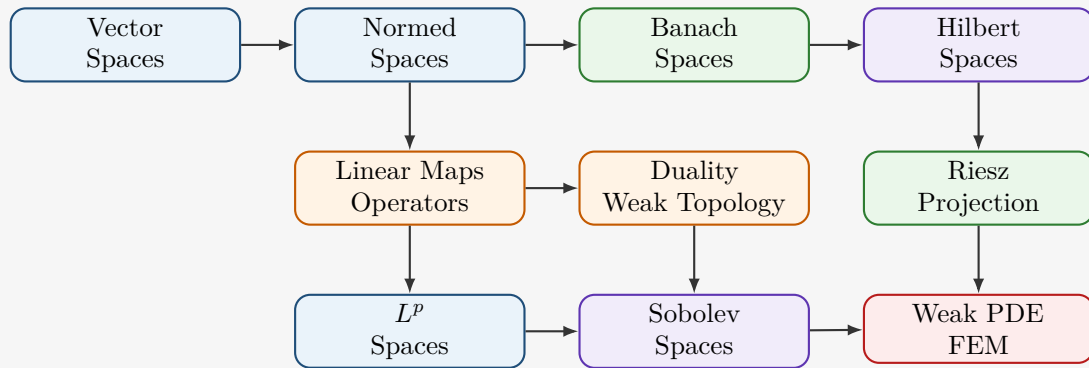 Vector
Spaces
Normed
Spaces
Banach
Spaces
Hilbert
Spaces
Linear Maps
Operators
Duality
Weak Topology
Riesz
Projection
L^p
Spaces
Sobolev
Spaces
Weak PDE
FEM